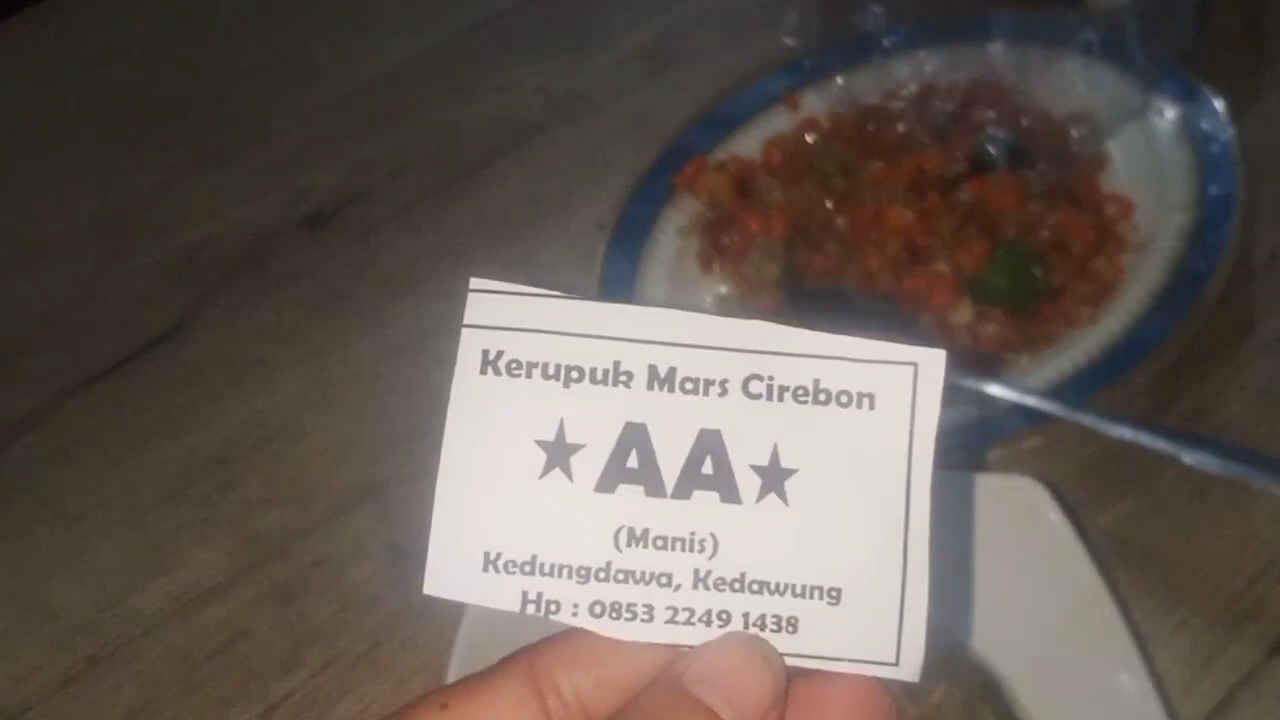 Kerupuk Mars Cirebon
★AA★
(Manis)
Kedungdawa, Kedawung
Hp : 0853 2249 1438